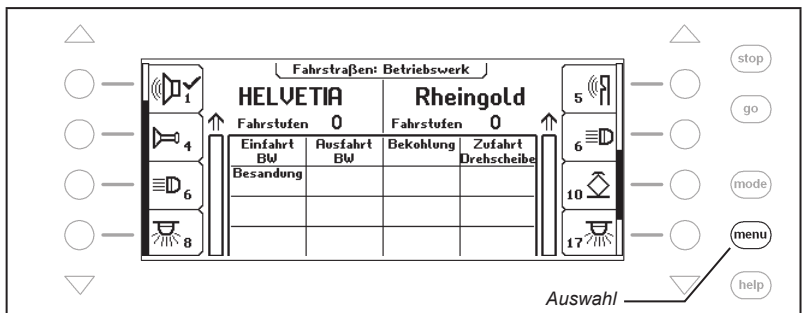 Fahrstraßen: Betriebswerk
HELVETIA
Rheingold
Fahrstufen 0
Fahrstufen 0
Einfahrt BW
Ausfahrt BW
Bekohlung
Zufahrt Drehscheibe
Besandung
1
4
6
8
5
6
10
17
stop
go
mode
menu
help
Auswahl